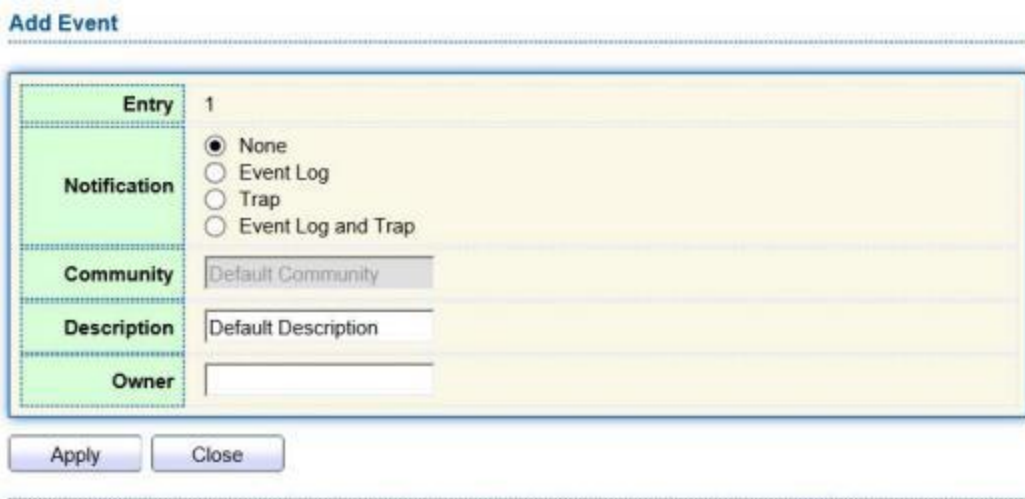 Add Event
Entry 1
Notification
None
Event Log
Trap
Event Log and Trap
Community Default Community
Description Default Description
Owner
Apply Close